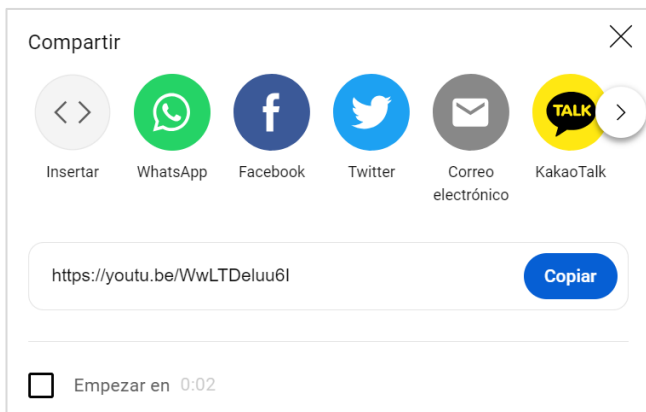 Compartir
TALK
Insertar
WhatsApp
Facebook
Twitter
Correo
electrónico
KakaoTalk
https://youtu.be/WwLTDeluu6I
Copiar
Empezar en 0:02